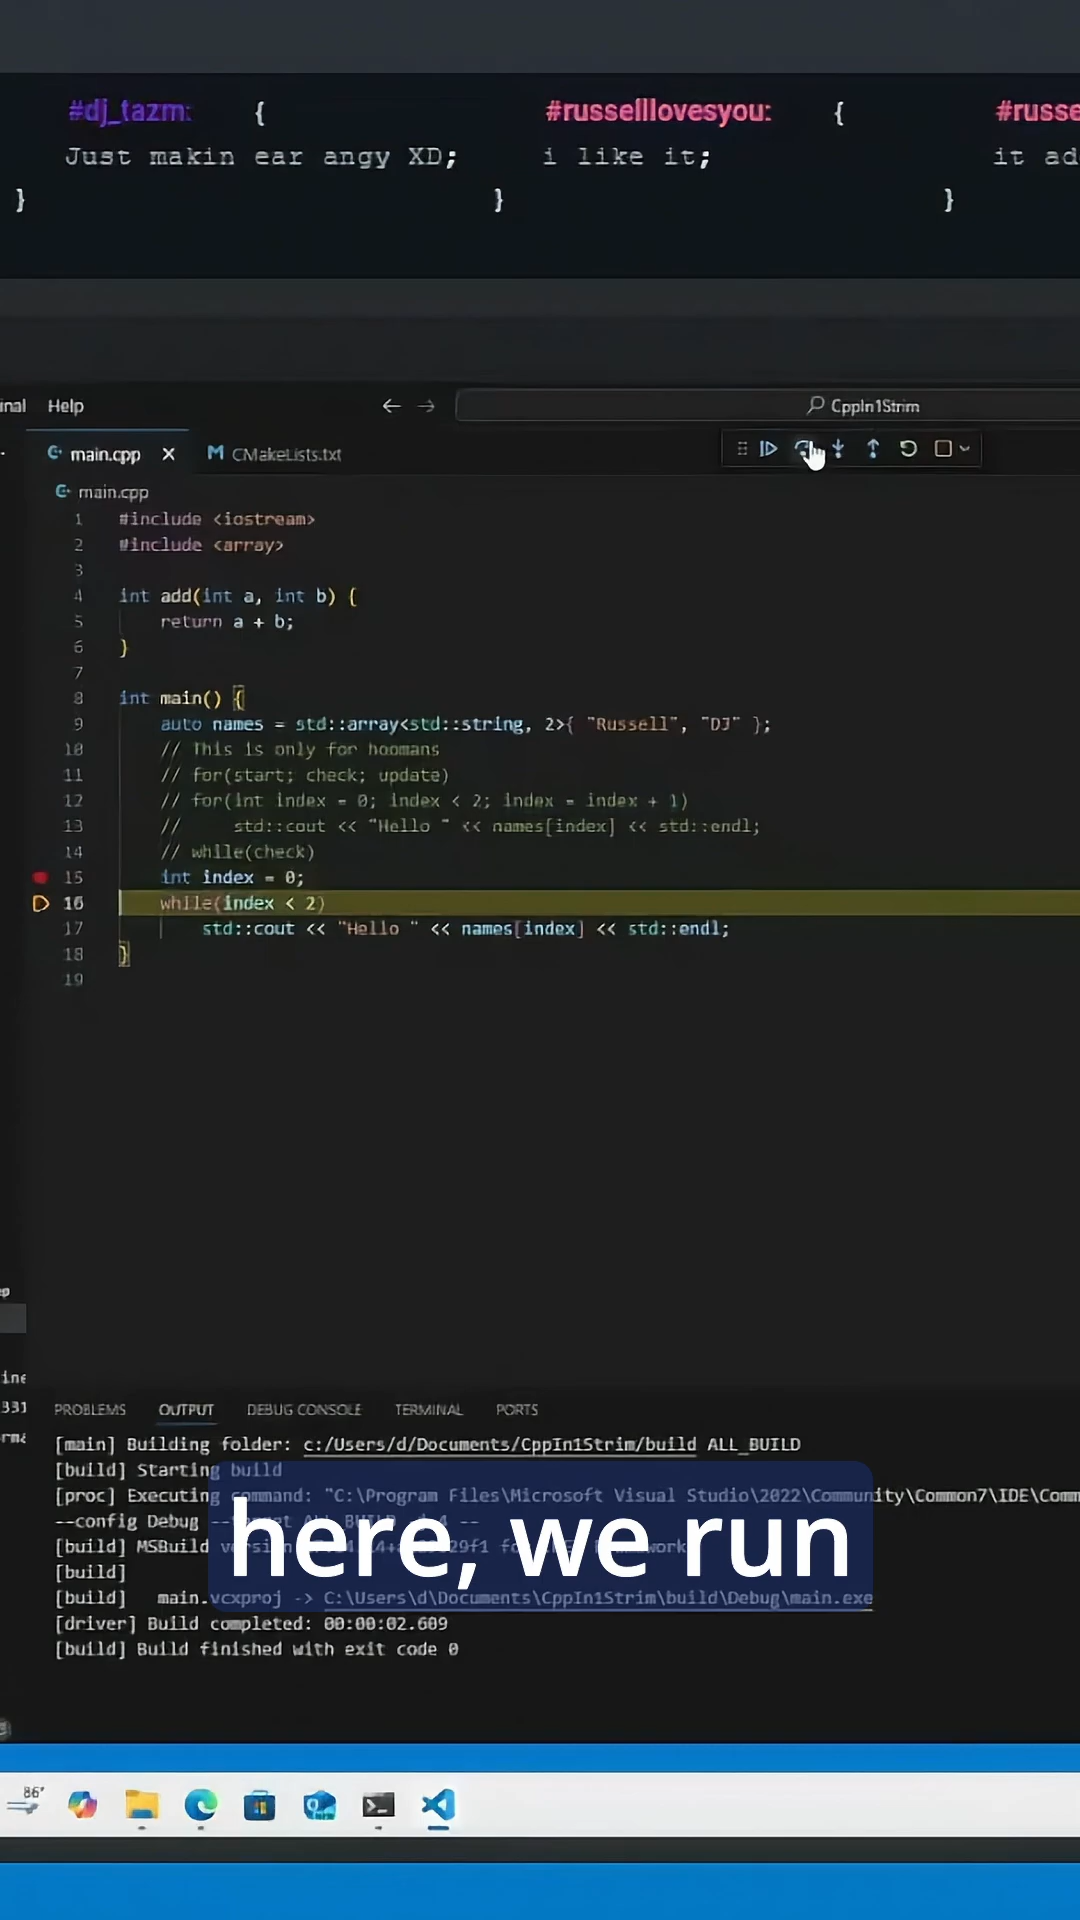 #dj_tazm: {
Just makin ear angy XD;
}
#russelllovesyou: {
i like it;
}
#russe
it ad
}
inal Help
CppIn1Strim
main.cpp
CMakeLists.txt
main.cpp
1 #include <iostream>
2 #include <array>
3
4 int add(int a, int b) {
5 return a + b;
6 }
7
8 int main() {
9 auto names = std::array<std::string, 2>{ "Russell", "DJ" };
10 // This is only for hoomans
11 // for(start; check; update)
12 // for(int index = 0; index < 2; index = index + 1)
13 // std::cout << "Hello " << names[index] << std::endl;
14 // while(check)
15 int index = 0;
16 while(index < 2)
17 std::cout << "Hello " << names[index] << std::endl;
18 }
19
ine
331
PROBLEMS OUTPUT DEBUG CONSOLE TERMINAL PORTS
[main] Building folder: c:/Users/d/Documents/CppIn1Strim/build ALL_BUILD
[build] Starting build
[proc] Executing command: "C:\Program Files\Microsoft Visual Studio\2022\Community\Common7\IDE\Comm
--config Debug
[build] MSBuild version
[build]
[build] main.vcxproj -> C:\Users\d\Documents\CppIn1Strim\build\Debug\main.exe
[driver] Build completed: 00:00:02.609
[build] Build finished with exit code 0
here, we run
86°